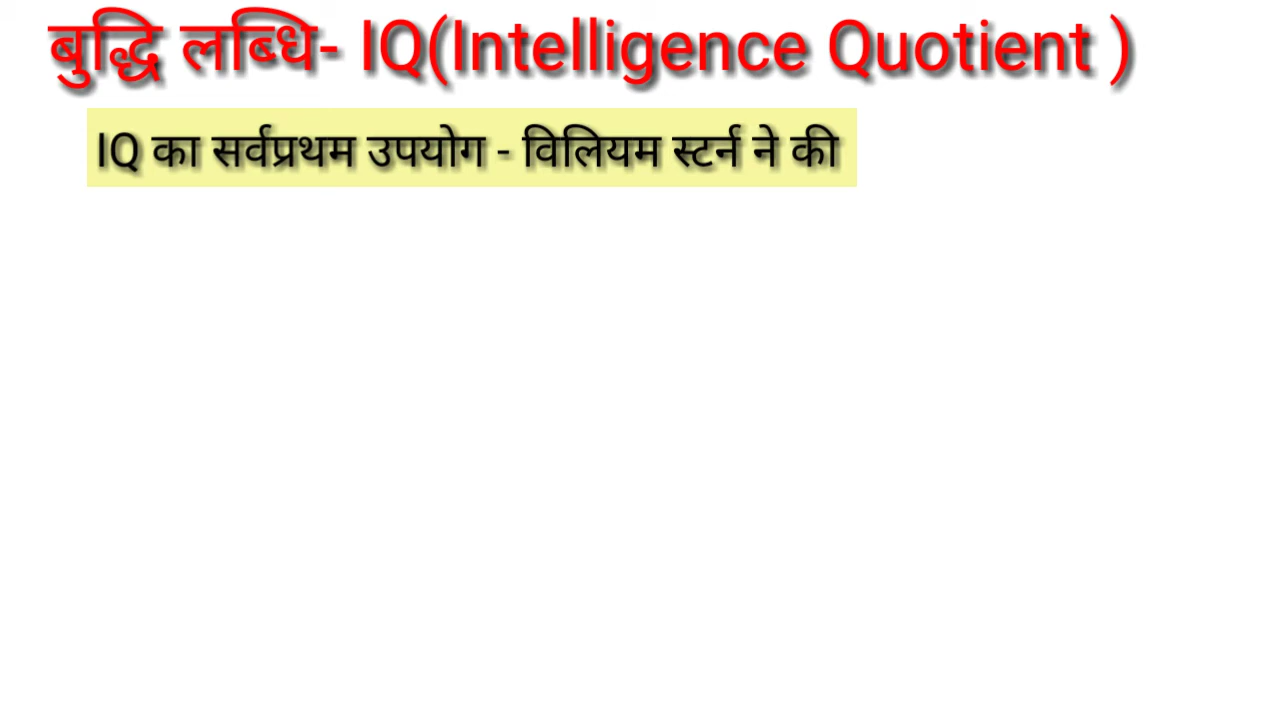 बुद्धि लब्धि- IQ(Intelligence Quotient )
IQ का सर्वप्रथम उपयोग - विलियम स्टर्न ने की